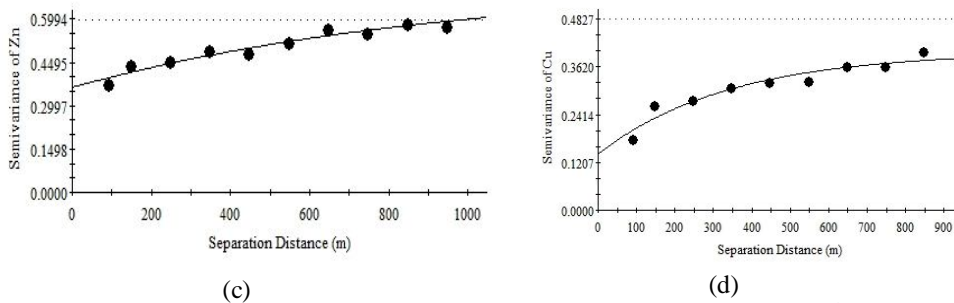 Semivariance of Zn
0.5994
0.4495
0.2997
0.1498
0.0000
0 200 400 600 800 1000
Separation Distance (m)
(c)
Semivariance of Cu
0.4827
0.3620
0.2414
0.1207
0.0000
0 100 200 300 400 500 600 700 800 900
Separation Distance (m)
(d)